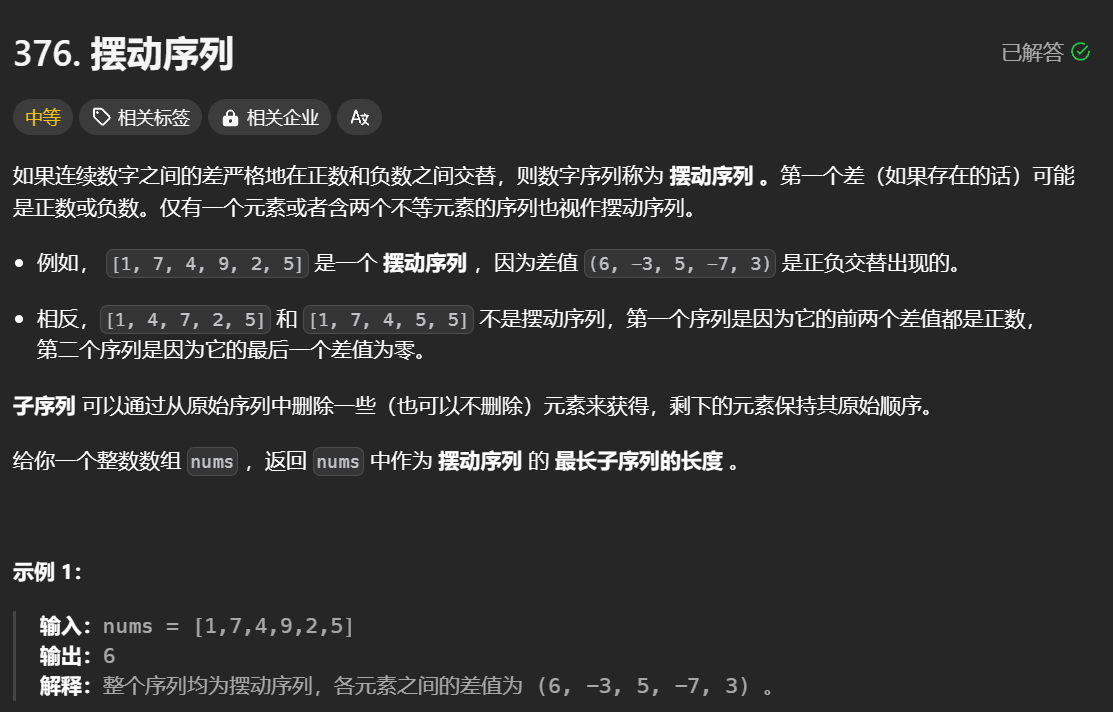 376. 摆动序列
已解答
中等 相关标签 相关企业 Ax
如果连续数字之间的差严格地在正数和负数之间交替，则数字序列称为 摆动序列 。第一个差（如果存在的话）可能
是正数或负数。仅有一个元素或者含两个不等元素的序列也视作摆动序列。
• 例如， [1, 7, 4, 9, 2, 5] 是一个 摆动序列 ，因为差值 (6, -3, 5, -7, 3) 是正负交替出现的。
• 相反，[1, 4, 7, 2, 5] 和 [1, 7, 4, 5, 5] 不是摆动序列，第一个序列是因为它的前两个差值都是正数，
第二个序列是因为它的最后一个差值为零。
子序列 可以通过从原始序列中删除一些（也可以不删除）元素来获得，剩下的元素保持其原始顺序。
给你一个整数数组 nums ，返回 nums 中作为 摆动序列 的 最长子序列的长度 。
示例 1：
输入：nums = [1,7,4,9,2,5]
输出：6
解释：整个序列均为摆动序列，各元素之间的差值为 (6, -3, 5, -7, 3) 。